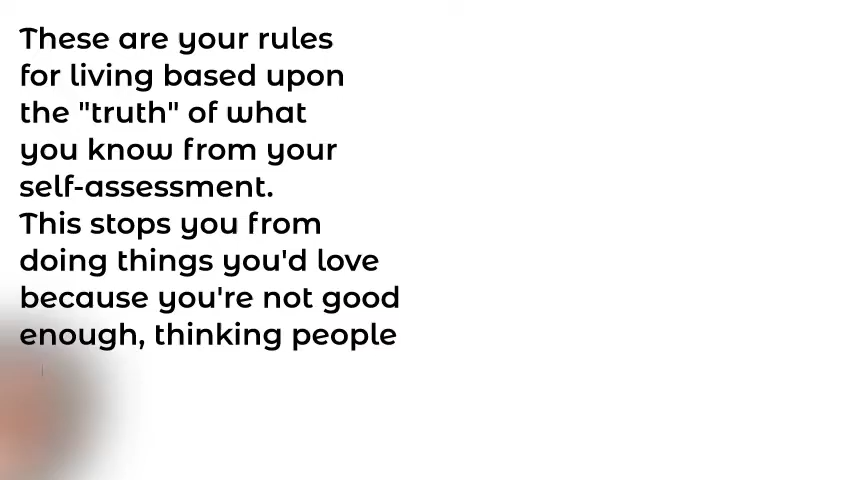 These are your rules
for living based upon
the "truth" of what
you know from your
self-assessment.
This stops you from
doing things you'd love
because you're not good
enough, thinking people